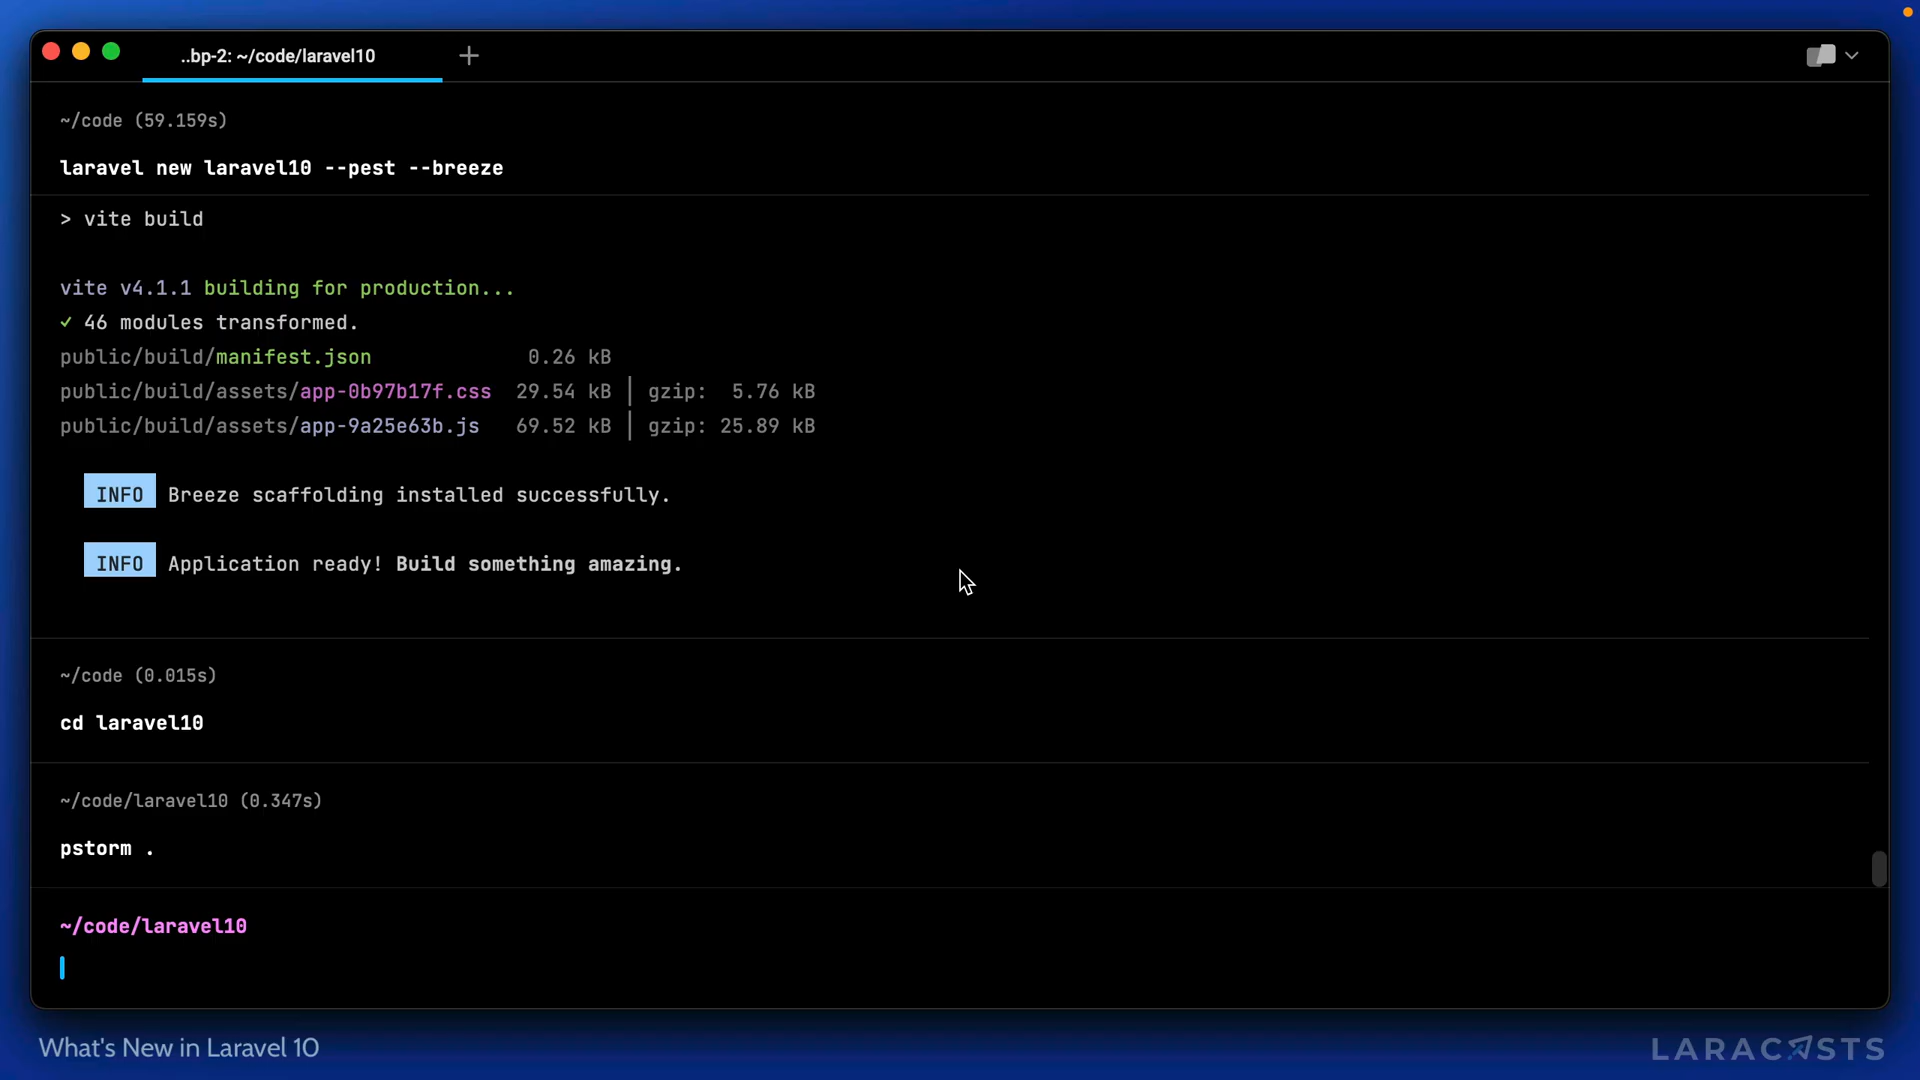 ..bp-2: ~/code/laravel10
~/code (59.159s)
laravel new laravel10 --pest --breeze
> vite build
vite v4.1.1 building for production...
✓ 46 modules transformed.
public/build/manifest.json 0.26 kB
public/build/assets/app-0b97b17f.css 29.54 kB │ gzip: 5.76 kB
public/build/assets/app-9a25e63b.js 69.52 kB │ gzip: 25.89 kB
INFO Breeze scaffolding installed successfully.
INFO Application ready! Build something amazing.
~/code (0.015s)
cd laravel10
~/code/laravel10 (0.347s)
pstorm .
~/code/laravel10
What's New in Laravel 10
LARACASTS